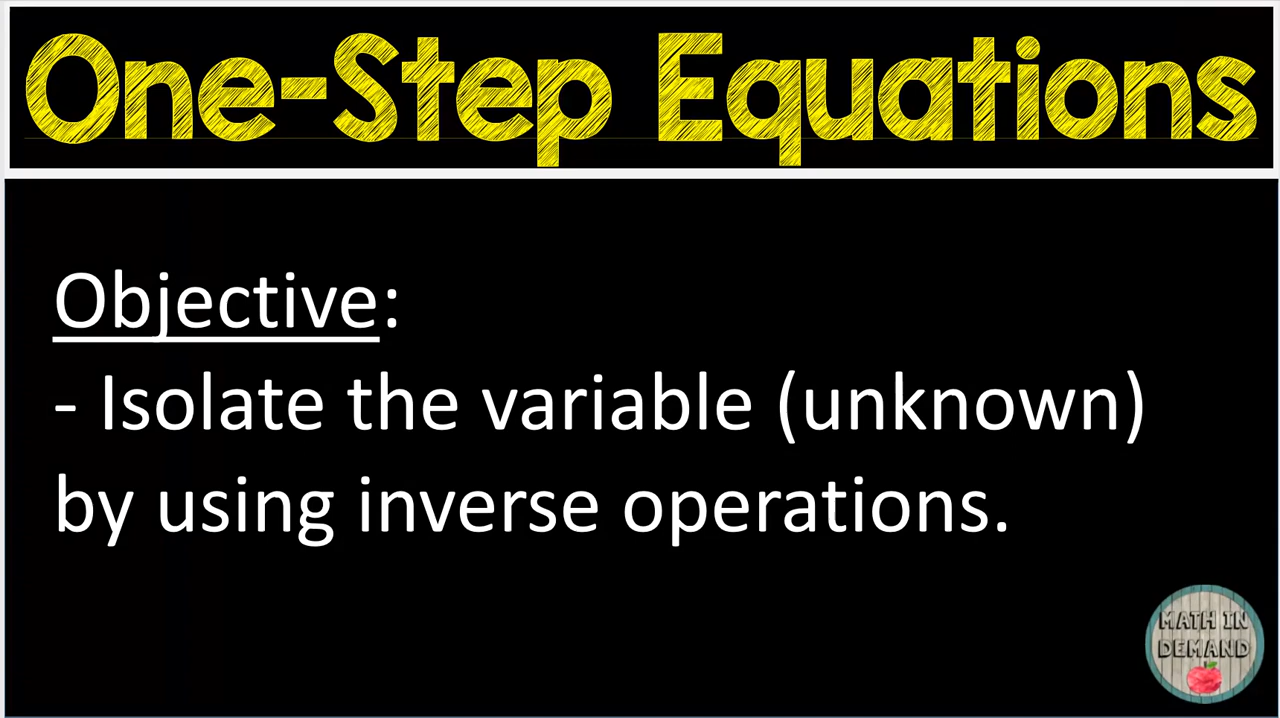 One-Step Equations
Objective:
- Isolate the variable (unknown)
by using inverse operations.
MATH IN
DEMAND